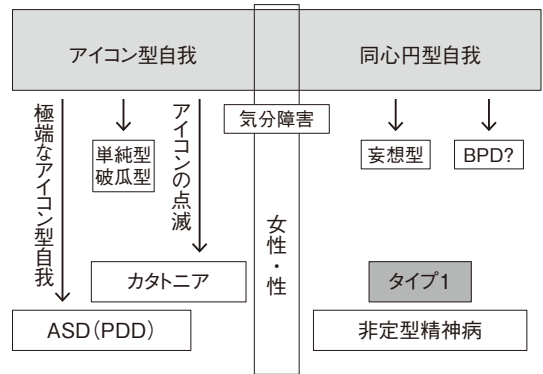 アイコン型自我
同心円型自我
極端なアイコン型自我
単純型
破瓜型
アイコンの点滅
気分障害
妄想型
BPD?
女性・性
カタトニア
タイプ1
ASD(PDD)
非定型精神病